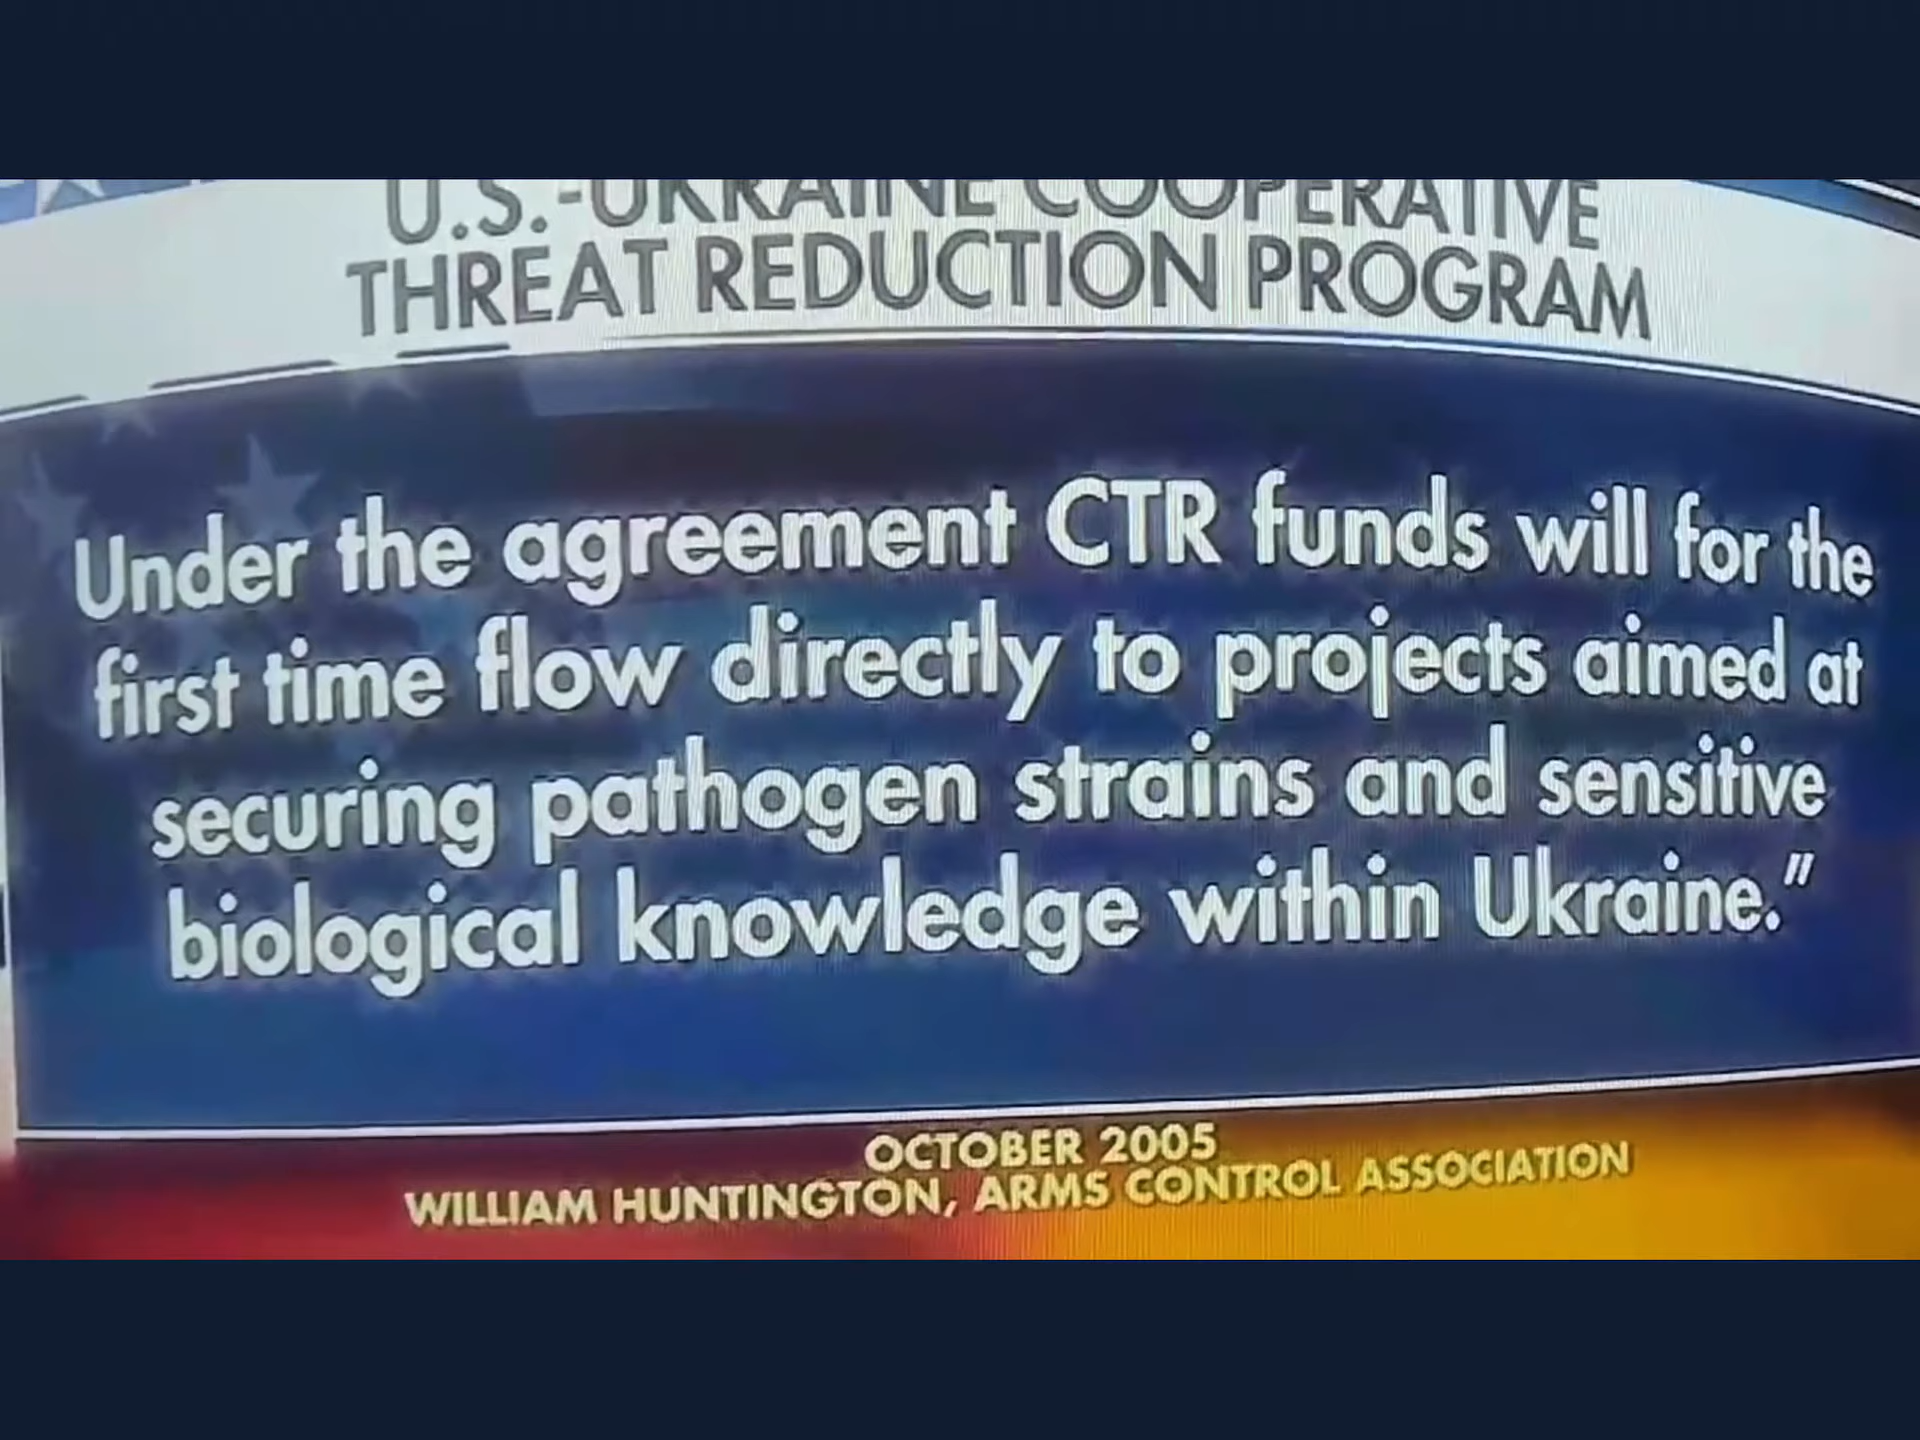 U.S.-UKRAINE COOPERATIVE
THREAT REDUCTION PROGRAM
Under the agreement CTR funds will for the
first time flow directly to projects aimed at
securing pathogen strains and sensitive
biological knowledge within Ukraine."
OCTOBER 2005
WILLIAM HUNTINGTON, ARMS CONTROL ASSOCIATION